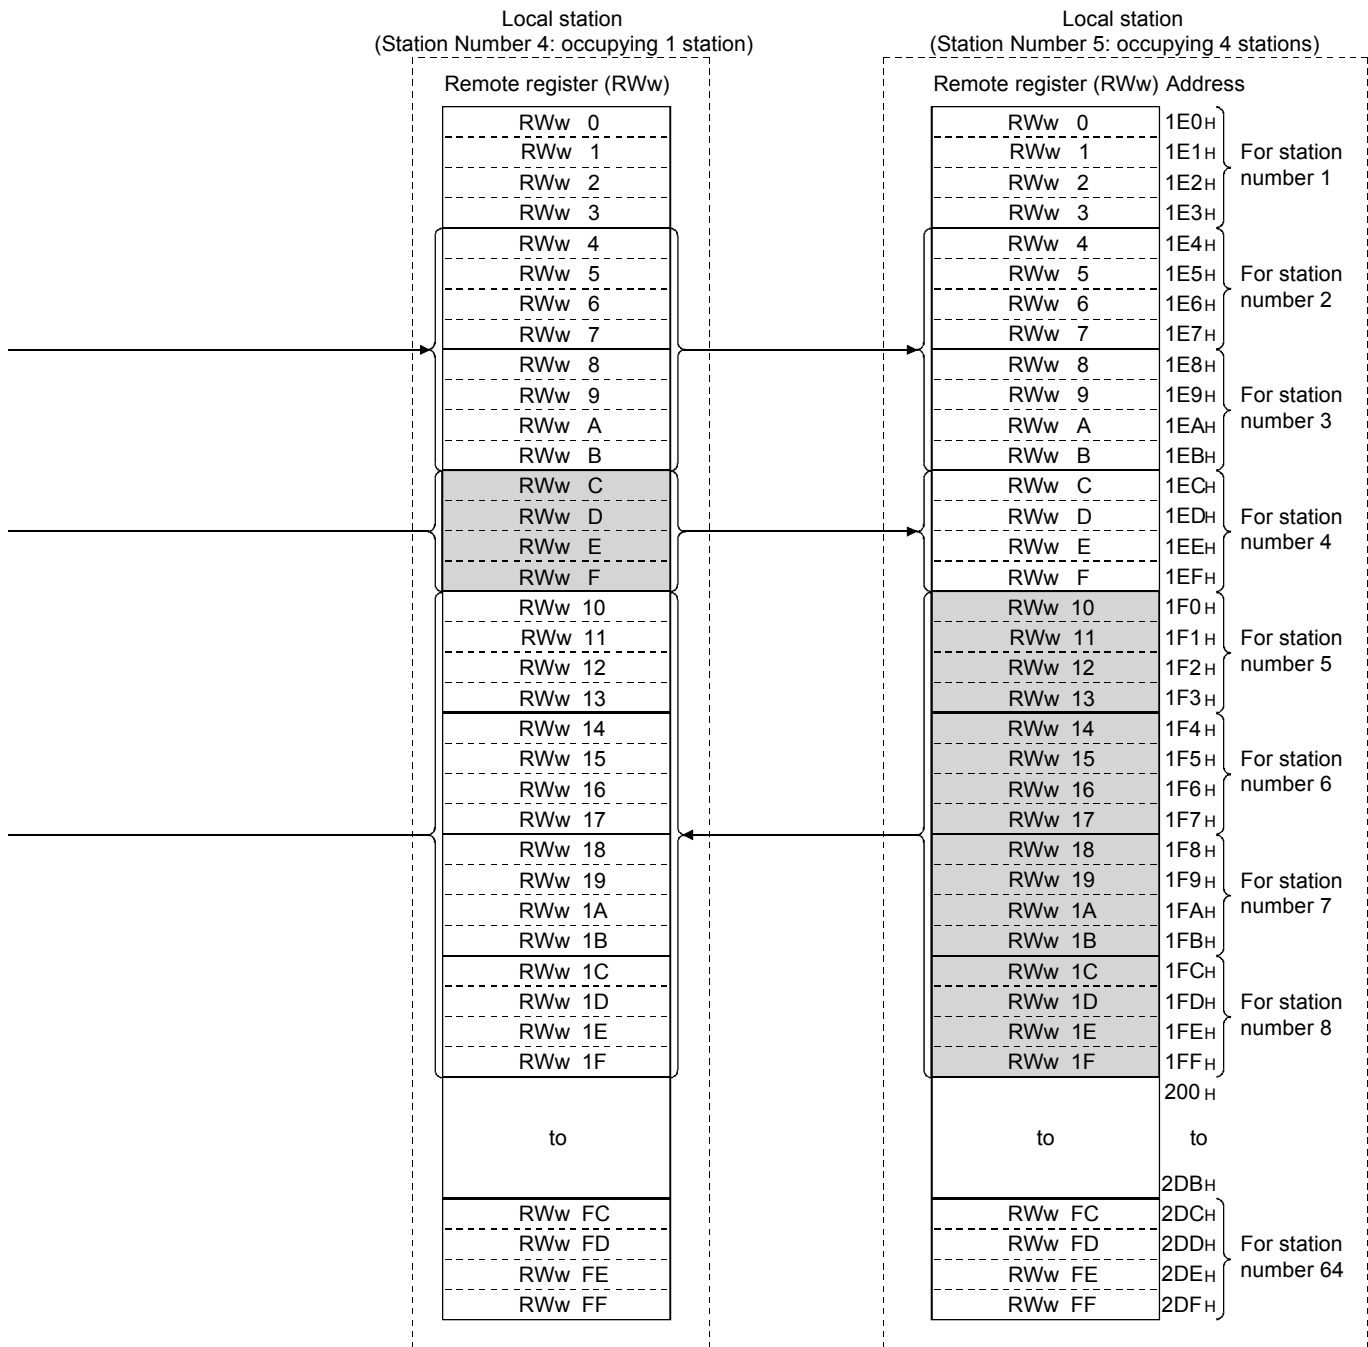 Local station
(Station Number 4: occupying 1 station)
Local station
(Station Number 5: occupying 4 stations)
Remote register (RWw)
Remote register (RWw) Address
RWw 0 RWw 0 1E0H
RWw 1 RWw 1 1E1H For station
RWw 2 RWw 2 1E2H number 1
RWw 3 RWw 3 1E3H
RWw 4 RWw 4 1E4H
RWw 5 RWw 5 1E5H For station
RWw 6 RWw 6 1E6H number 2
RWw 7 RWw 7 1E7H
RWw 8 RWw 8 1E8H
RWw 9 RWw 9 1E9H For station
RWw A RWw A 1EAH number 3
RWw B RWw B 1EBH
RWw C RWw C 1ECH
RWw D RWw D 1EDH For station
RWw E RWw E 1EEH number 4
RWw F RWw F 1EFH
RWw 10 RWw 10 1F0H
RWw 11 RWw 11 1F1H For station
RWw 12 RWw 12 1F2H number 5
RWw 13 RWw 13 1F3H
RWw 14 RWw 14 1F4H
RWw 15 RWw 15 1F5H For station
RWw 16 RWw 16 1F6H number 6
RWw 17 RWw 17 1F7H
RWw 18 RWw 18 1F8H
RWw 19 RWw 19 1F9H For station
RWw 1A RWw 1A 1FAH number 7
RWw 1B RWw 1B 1FBH
RWw 1C RWw 1C 1FCH
RWw 1D RWw 1D 1FDH For station
RWw 1E RWw 1E 1FEH number 8
RWw 1F RWw 1F 1FFH
200H
to to to
2DBH
RWw FC RWw FC 2DCH
RWw FD RWw FD 2DDH For station
RWw FE RWw FE 2DEH number 64
RWw FF RWw FF 2DFH